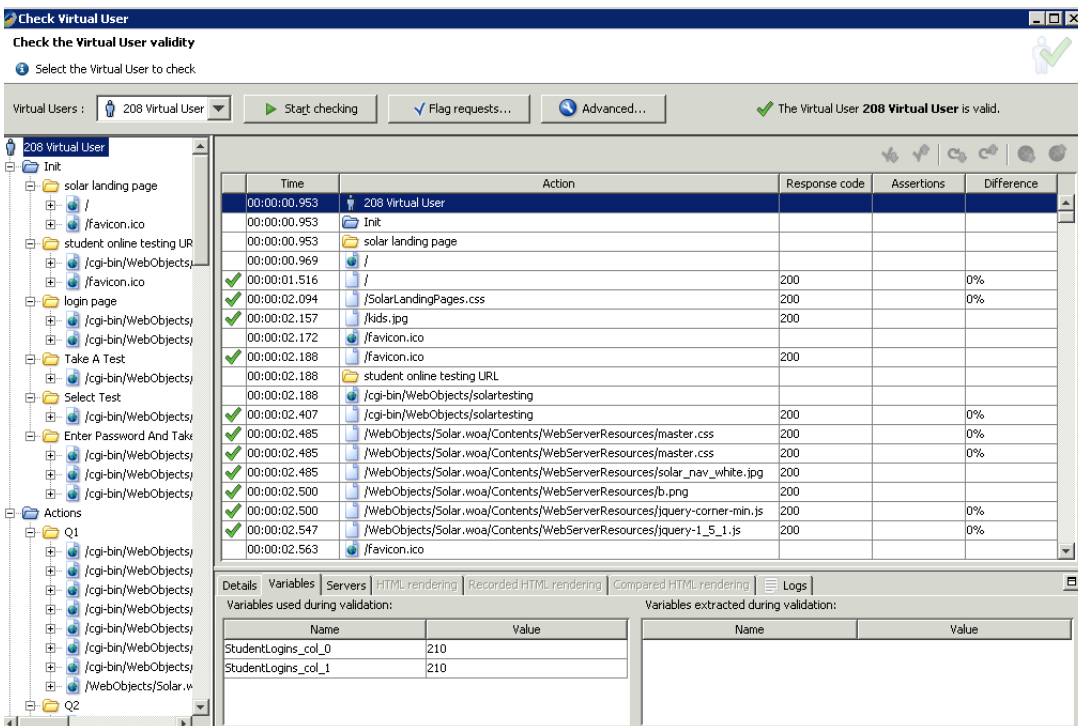 Check Virtual User
Check the Virtual User validity
Select the Virtual User to check
Virtual Users : 208 Virtual User Start checking Flag requests... Advanced... The Virtual User 208 Virtual User is valid.
208 Virtual User
Init
solar landing page
/
/favicon.ico
student online testing UR
/cgi-bin/WebObjects/
/favicon.ico
login page
/cgi-bin/WebObjects/
/cgi-bin/WebObjects/
Take A Test
/cgi-bin/WebObjects/
Select Test
/cgi-bin/WebObjects/
Enter Password And Take
/cgi-bin/WebObjects/
/cgi-bin/WebObjects/
/cgi-bin/WebObjects/
Actions
Q1
/cgi-bin/WebObjects/
/cgi-bin/WebObjects/
/cgi-bin/WebObjects/
/cgi-bin/WebObjects/
/cgi-bin/WebObjects/
/cgi-bin/WebObjects/
/cgi-bin/WebObjects/
/WebObjects/Solar.w
Q2
Time Action Response code Assertions Difference
00:00:00.953 208 Virtual User
00:00:00.953 Init
00:00:00.953 solar landing page
00:00:00.969 /
00:00:01.516 / 200 0%
00:00:02.094 /SolarLandingPages.css 200 0%
00:00:02.157 /kids.jpg 200
00:00:02.172 /favicon.ico
00:00:02.188 /favicon.ico 200
00:00:02.188 student online testing URL
00:00:02.188 /cgi-bin/WebObjects/solartesting
00:00:02.407 /cgi-bin/WebObjects/solartesting 200 0%
00:00:02.485 /WebObjects/Solar.woa/Contents/WebServerResources/master.css 200 0%
00:00:02.485 /WebObjects/Solar.woa/Contents/WebServerResources/master.css 200 0%
00:00:02.485 /WebObjects/Solar.woa/Contents/WebServerResources/solar_nav_white.jpg 200
00:00:02.500 /WebObjects/Solar.woa/Contents/WebServerResources/b.png 200
00:00:02.500 /WebObjects/Solar.woa/Contents/WebServerResources/jquery-corner-min.js 200 0%
00:00:02.547 /WebObjects/Solar.woa/Contents/WebServerResources/jquery-1_5_1.js 200 0%
00:00:02.563 /favicon.ico
Details Variables Servers HTML rendering Recorded HTML rendering Compared HTML rendering Logs
Variables used during validation:
Name Value
StudentLogins_col_0 210
StudentLogins_col_1 210
Variables extracted during validation:
Name Value